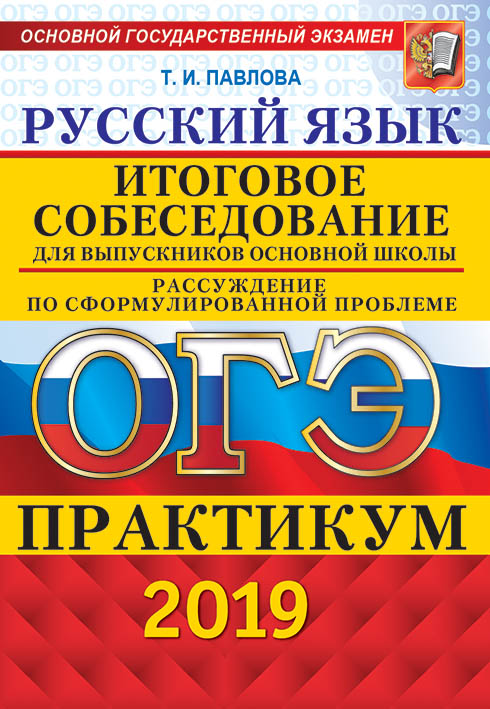 ОСНОВНОЙ ГОСУДАРСТВЕННЫЙ ЭКЗАМЕН
Т. И. ПАВЛОВА
РУССКИЙ ЯЗЫК
ИТОГОВОЕ
СОБЕСЕДОВАНИЕ
ДЛЯ ВЫПУСКНИКОВ ОСНОВНОЙ ШКОЛЫ
РАССУЖДЕНИЕ
ПО СФОРМУЛИРОВАННОЙ ПРОБЛЕМЕ
ОГЭ
ПРАКТИКУМ
2019